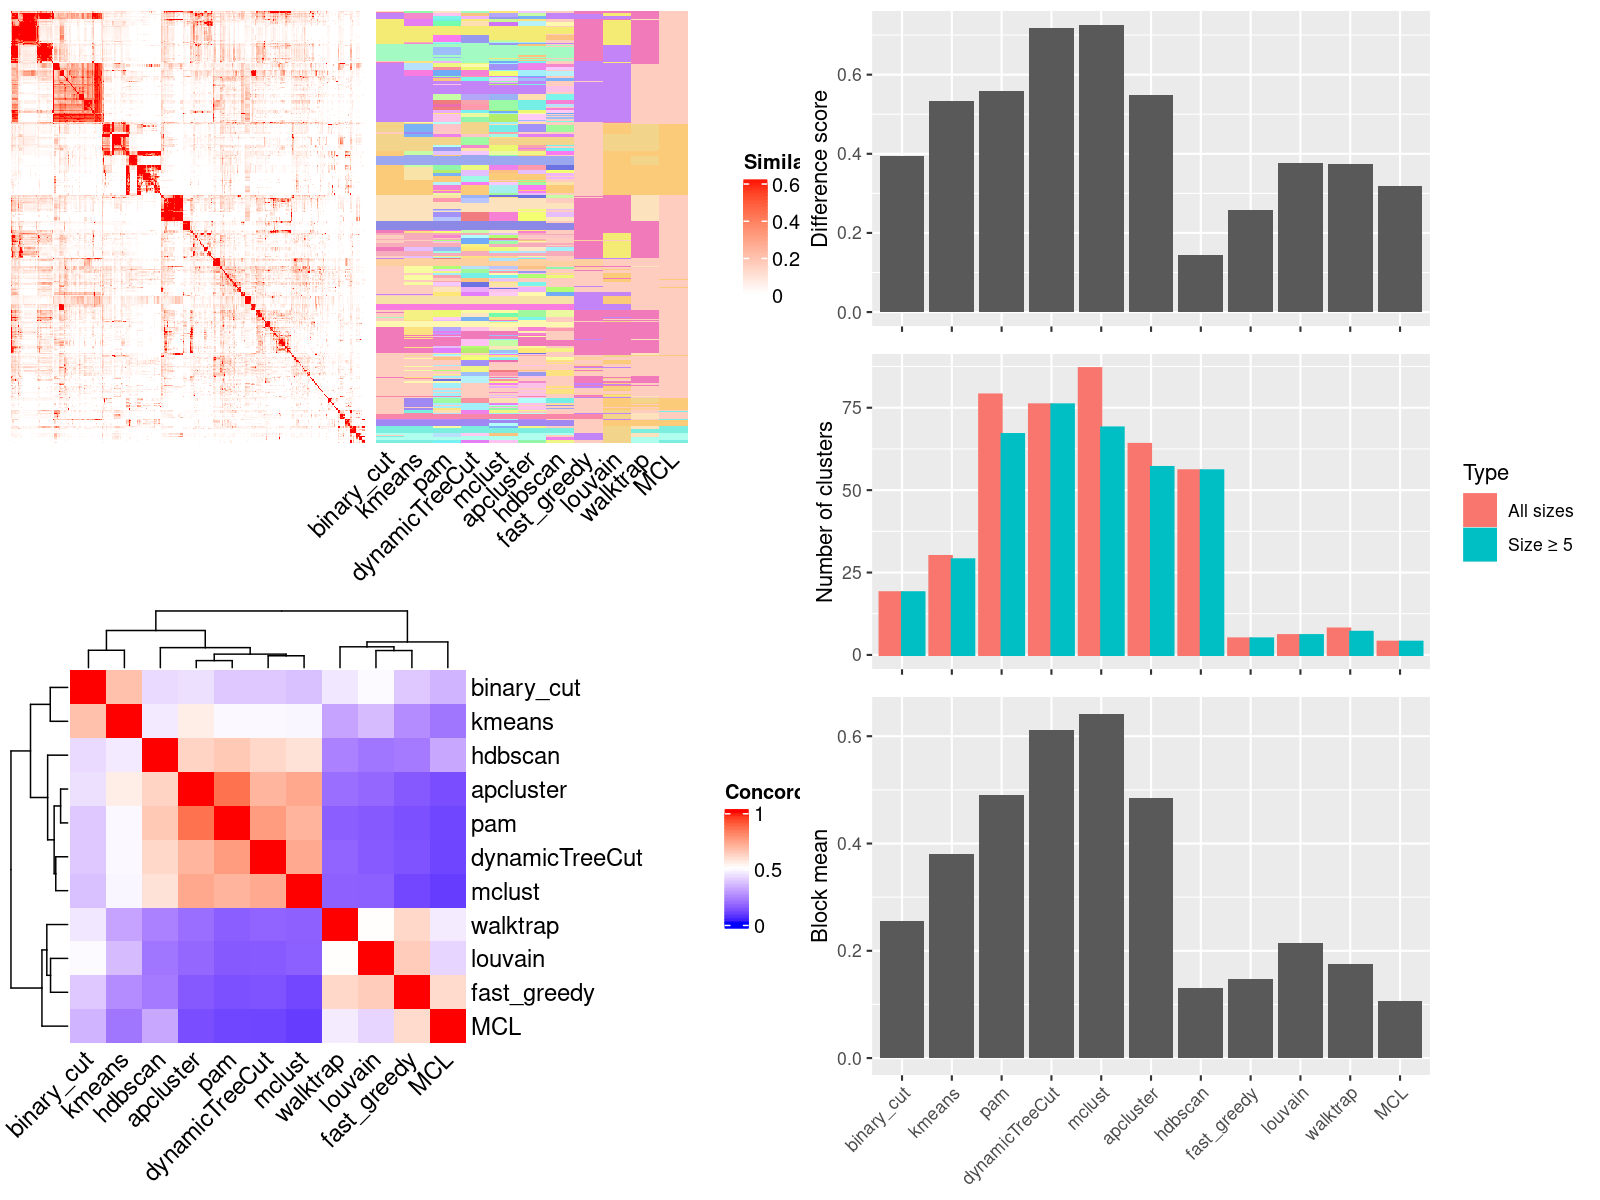 Simila
0.6
0.4
0.2
0
binary_cut
kmeans
pam
dynamicTreeCut
mclust
apcluster
hdbscan
fast_greedy
louvain
walktrap
MCL
Difference score
0.6
0.4
0.2
0.0
Number of clusters
75
50
25
0
Type
All sizes
Size ≥ 5
binary_cut
kmeans
hdbscan
apcluster
pam
dynamicTreeCut
mclust
walktrap
louvain
fast_greedy
MCL
binary_cut
kmeans
hdbscan
apcluster
pam
dynamicTreeCut
mclust
walktrap
louvain
fast_greedy
MCL
Concord
1
0.5
0
Block mean
0.6
0.4
0.2
0.0
binary_cut
kmeans
pam
dynamicTreeCut
mclust
apcluster
hdbscan
fast_greedy
louvain
walktrap
MCL